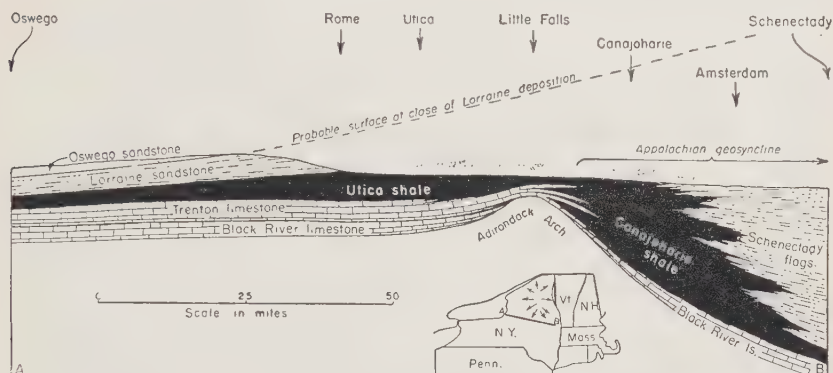 Oswego
Rome
Utica
Little Falls
Canajoharie
Schenectady
Amsterdam
Probable surface at close of Lorraine deposition
Appalachian geosyncline
Oswego sandstone
Lorraine sandstone
Utica shale
Trenton limestone
Black River limestone
Adirondack Arch
Canajoharie
shale
Schenectady
flags
Black River ls.
0 25 50
Scale in miles
A
B
Vt
N.H.
N.Y.
Mass
Penn.
A
B